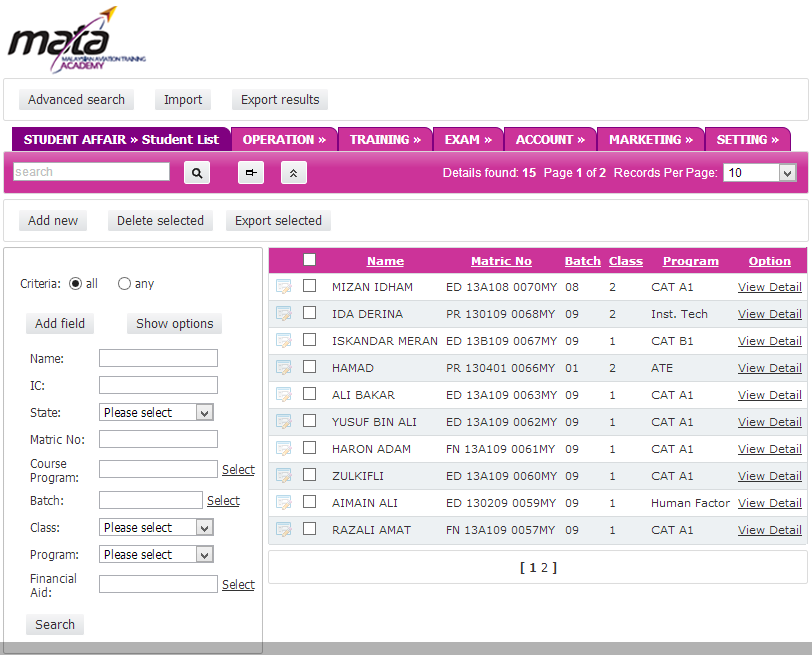 mata
MALAYSIAN AVIATION TRAINING
ACADEMY
Advanced search Import Export results
STUDENT AFFAIR » Student List OPERATION » TRAINING » EXAM » ACCOUNT » MARKETING » SETTING »
search Details found: 15 Page 1 of 2 Records Per Page: 10
Add new Delete selected Export selected
Criteria: all any
Add field Show options
Name:
IC:
State: Please select
Matric No:
Course
Program: Select
Batch: Select
Class: Please select
Program: Please select
Financial
Aid: Select
Search
Name Matric No Batch Class Program Option
MIZAN IDHAM ED 13A108 0070MY 08 2 CAT A1 View Detail
IDA DERINA PR 130109 0068MY 09 2 Inst. Tech View Detail
ISKANDAR MERAN ED 13B109 0067MY 09 1 CAT B1 View Detail
HAMAD PR 130401 0066MY 01 2 ATE View Detail
ALI BAKAR ED 13A109 0063MY 09 1 CAT A1 View Detail
YUSUF BIN ALI ED 13A109 0062MY 09 1 CAT A1 View Detail
HARON ADAM FN 13A109 0061MY 09 1 CAT A1 View Detail
ZULKIFLI ED 13A109 0060MY 09 1 CAT A1 View Detail
AIMAIN ALI ED 130209 0059MY 09 1 Human Factor View Detail
RAZALI AMAT FN 13A109 0057MY 09 1 CAT A1 View Detail
[ 1 2 ]